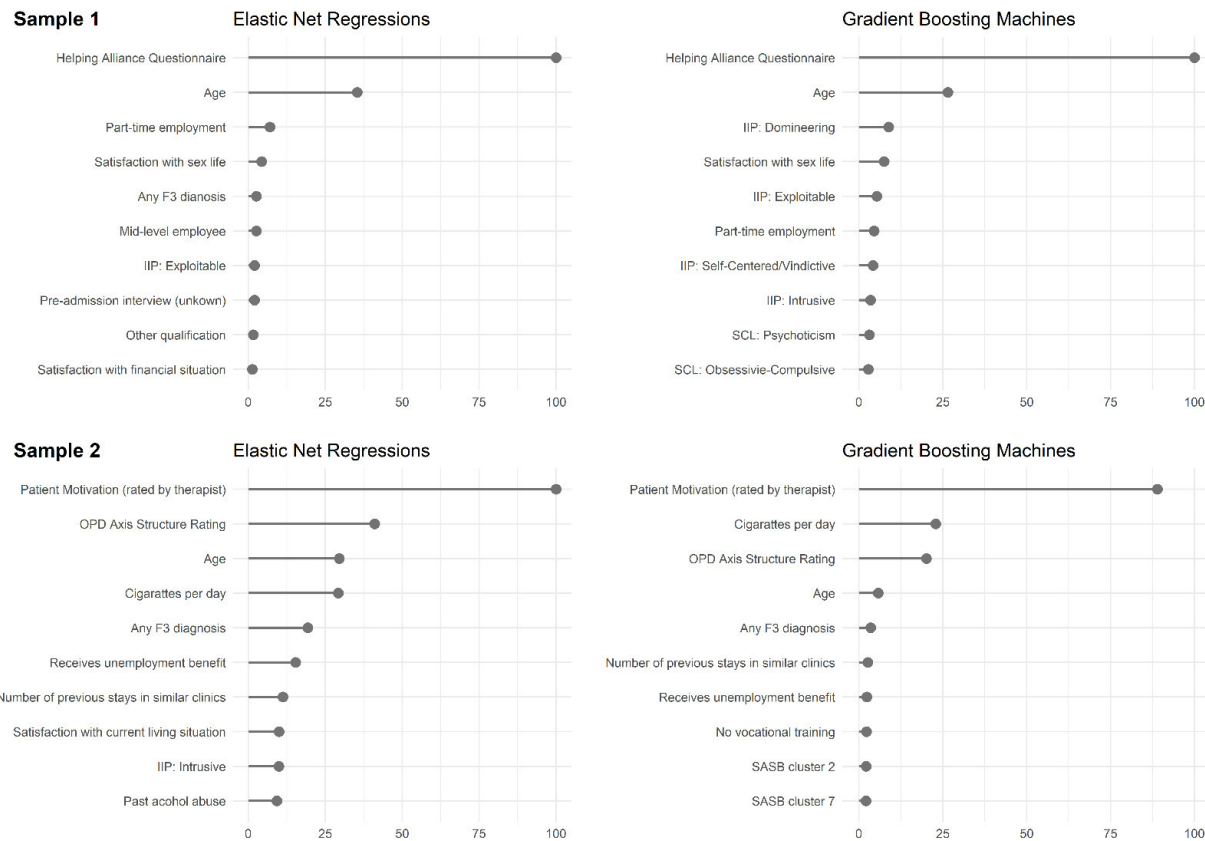 Sample 1
Elastic Net Regressions
Helping Alliance Questionnaire
Age
Part-time employment
Satisfaction with sex life
Any F3 dianosis
Mid-level employee
IIP: Exploitable
Pre-admission interview (unkown)
Other qualification
Satisfaction with financial situation
0 25 50 75 100
Gradient Boosting Machines
Helping Alliance Questionnaire
Age
IIP: Domineering
Satisfaction with sex life
IIP: Exploitable
Part-time employment
IIP: Self-Centered/Vindictive
IIP: Intrusive
SCL: Psychoticism
SCL: Obsessivie-Compulsive
0 25 50 75 100
Sample 2
Elastic Net Regressions
Patient Motivation (rated by therapist)
OPD Axis Structure Rating
Age
Cigarattes per day
Any F3 diagnosis
Receives unemployment benefit
Number of previous stays in similar clinics
Satisfaction with current living situation
IIP: Intrusive
Past acohol abuse
0 25 50 75 100
Gradient Boosting Machines
Patient Motivation (rated by therapist)
Cigarattes per day
OPD Axis Structure Rating
Age
Any F3 diagnosis
Number of previous stays in similar clinics
Receives unemployment benefit
No vocational training
SASB cluster 2
SASB cluster 7
0 25 50 75 100